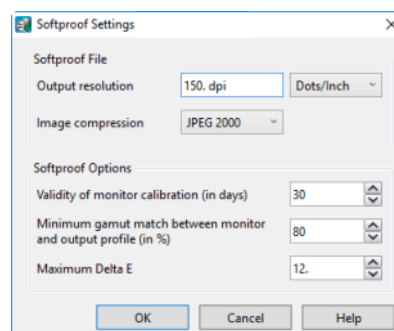 Softproof Settings
Softproof File
Output resolution
150. dpi
Dots/Inch
Image compression
JPEG 2000
Softproof Options
Validity of monitor calibration (in days)
30
Minimum gamut match between monitor
and output profile (in %)
80
Maximum Delta E
12.
OK
Cancel
Help